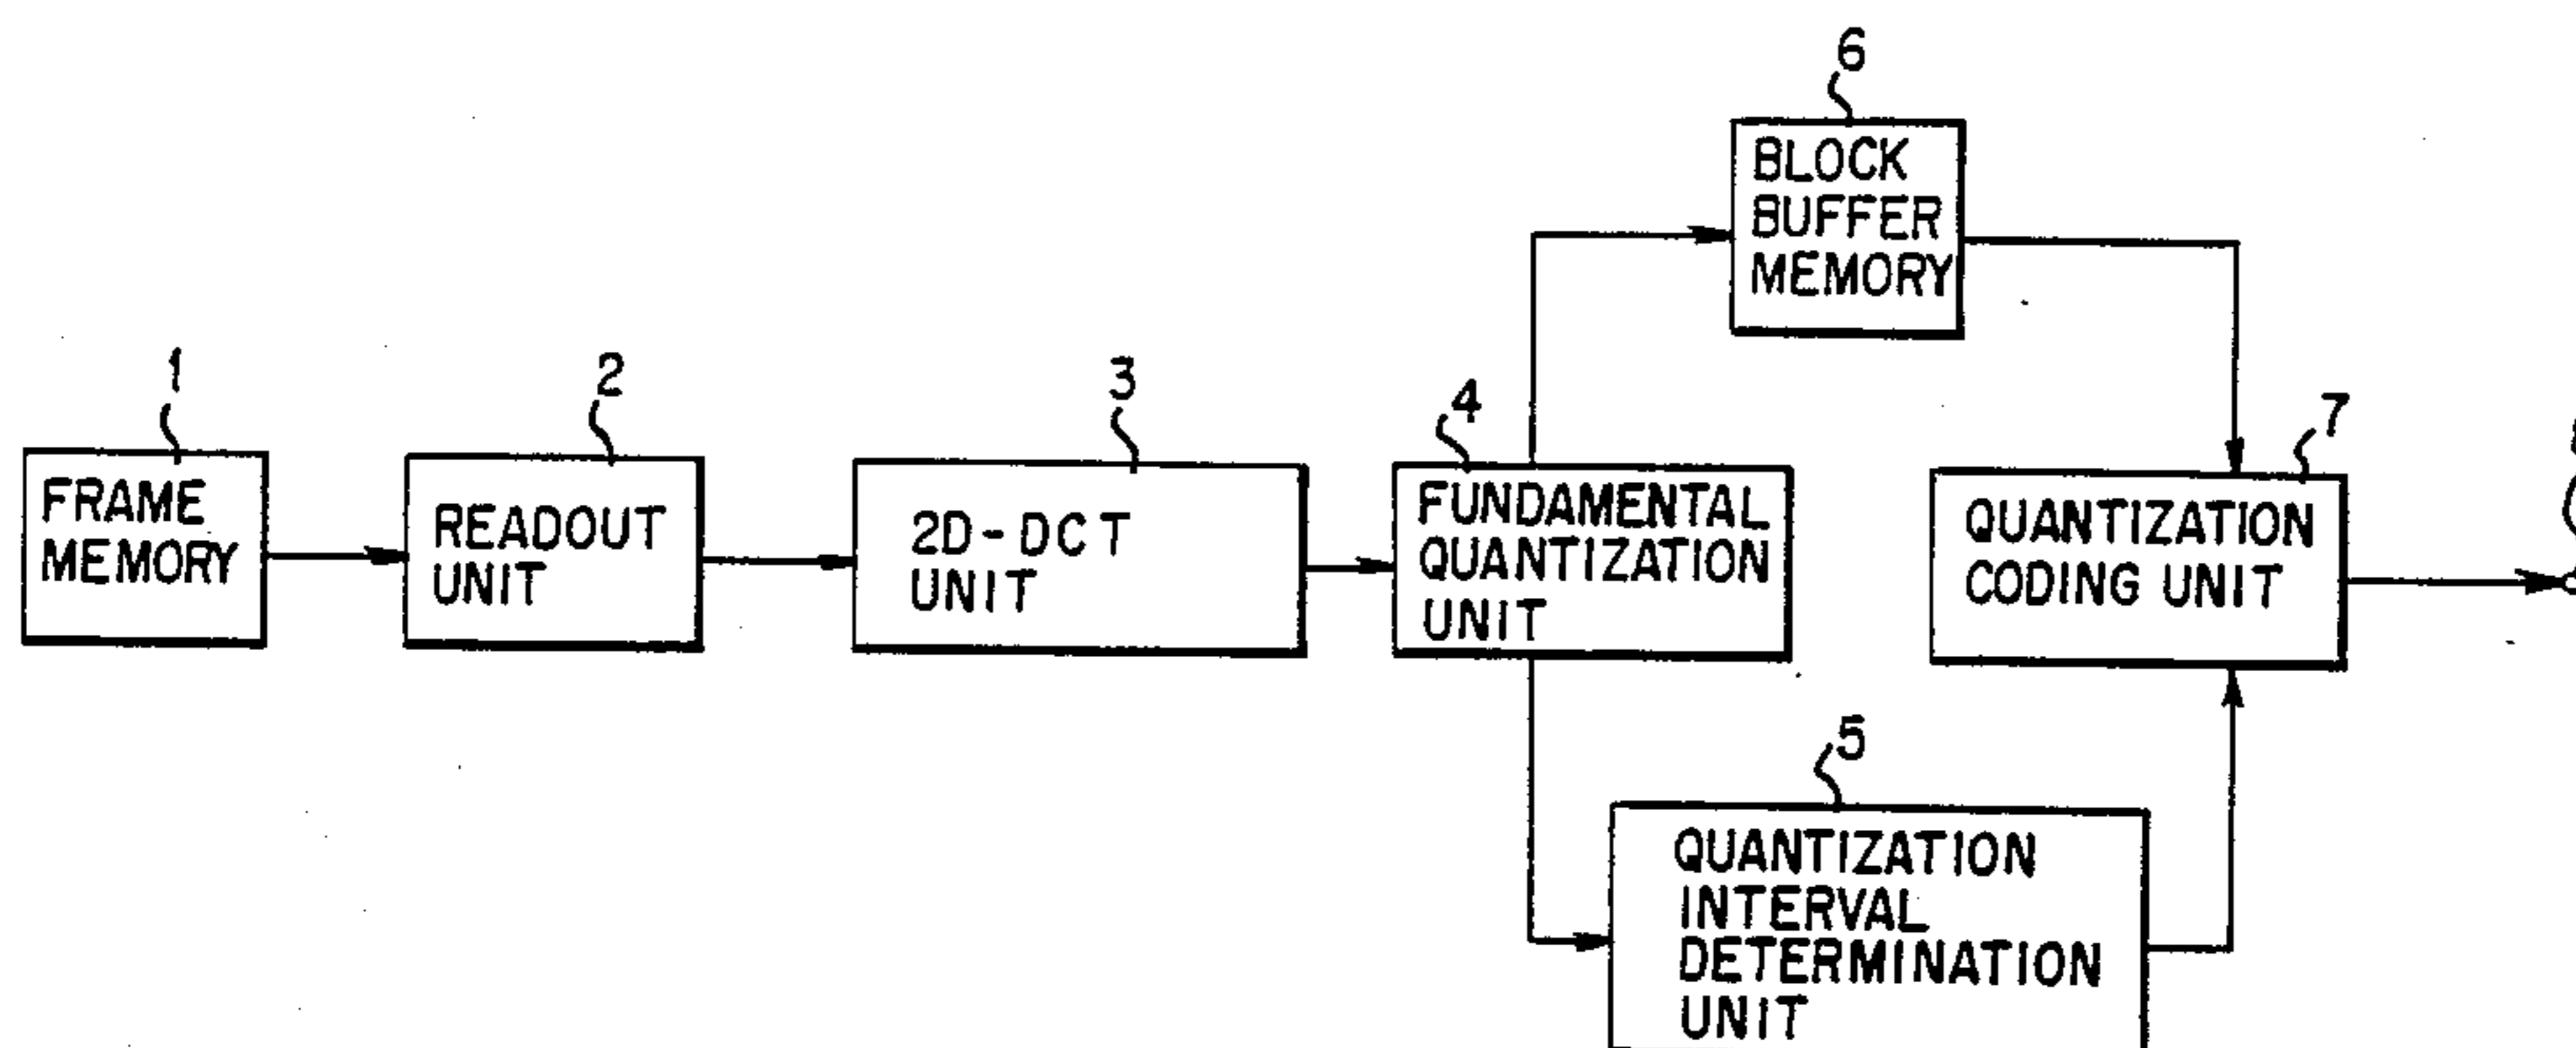 6
BLOCK
BUFFER
MEMORY
1
2
3
4
7
FRAME
MEMORY
READOUT
UNIT
2D-DCT
UNIT
FUNDAMENTAL
QUANTIZATION
UNIT
QUANTIZATION
CODING UNIT
5
QUANTIZATION
INTERVAL
DETERMINATION
UNIT